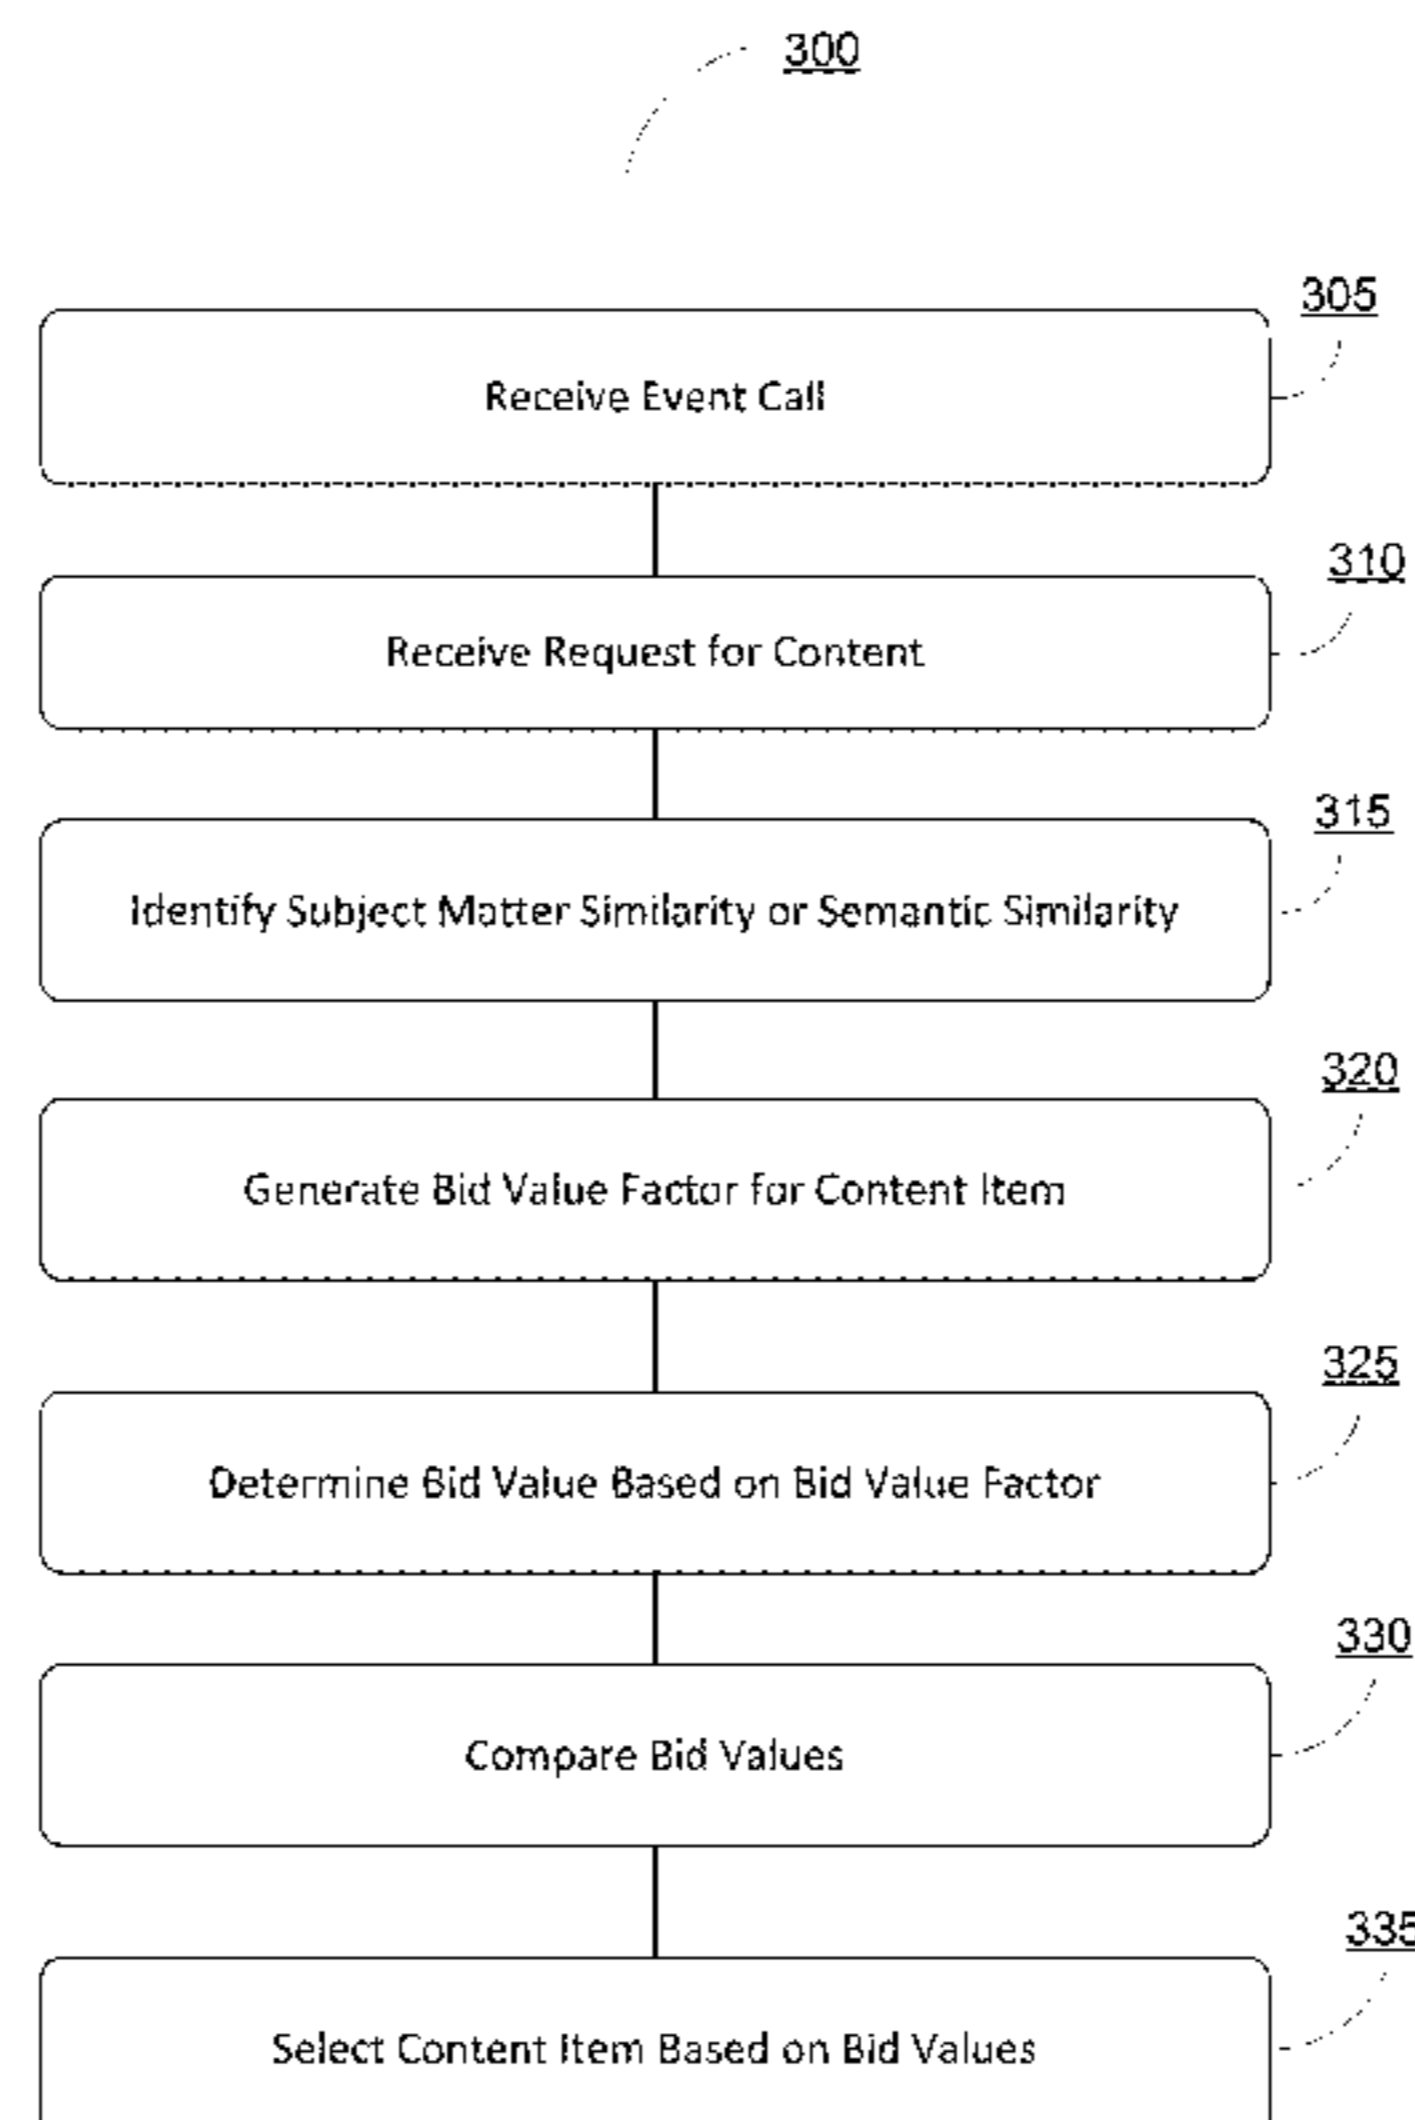 300
305
Receive Event Call
310
Receive Request for Content
315
Identify Subject Matter Similarity or Semantic Similarity
320
Generate Bid Value Factor for Content Item
325
Determine Bid Value Based on Bid Value Factor
330
Compare Bid Values
335
Select Content Item Based on Bid Values